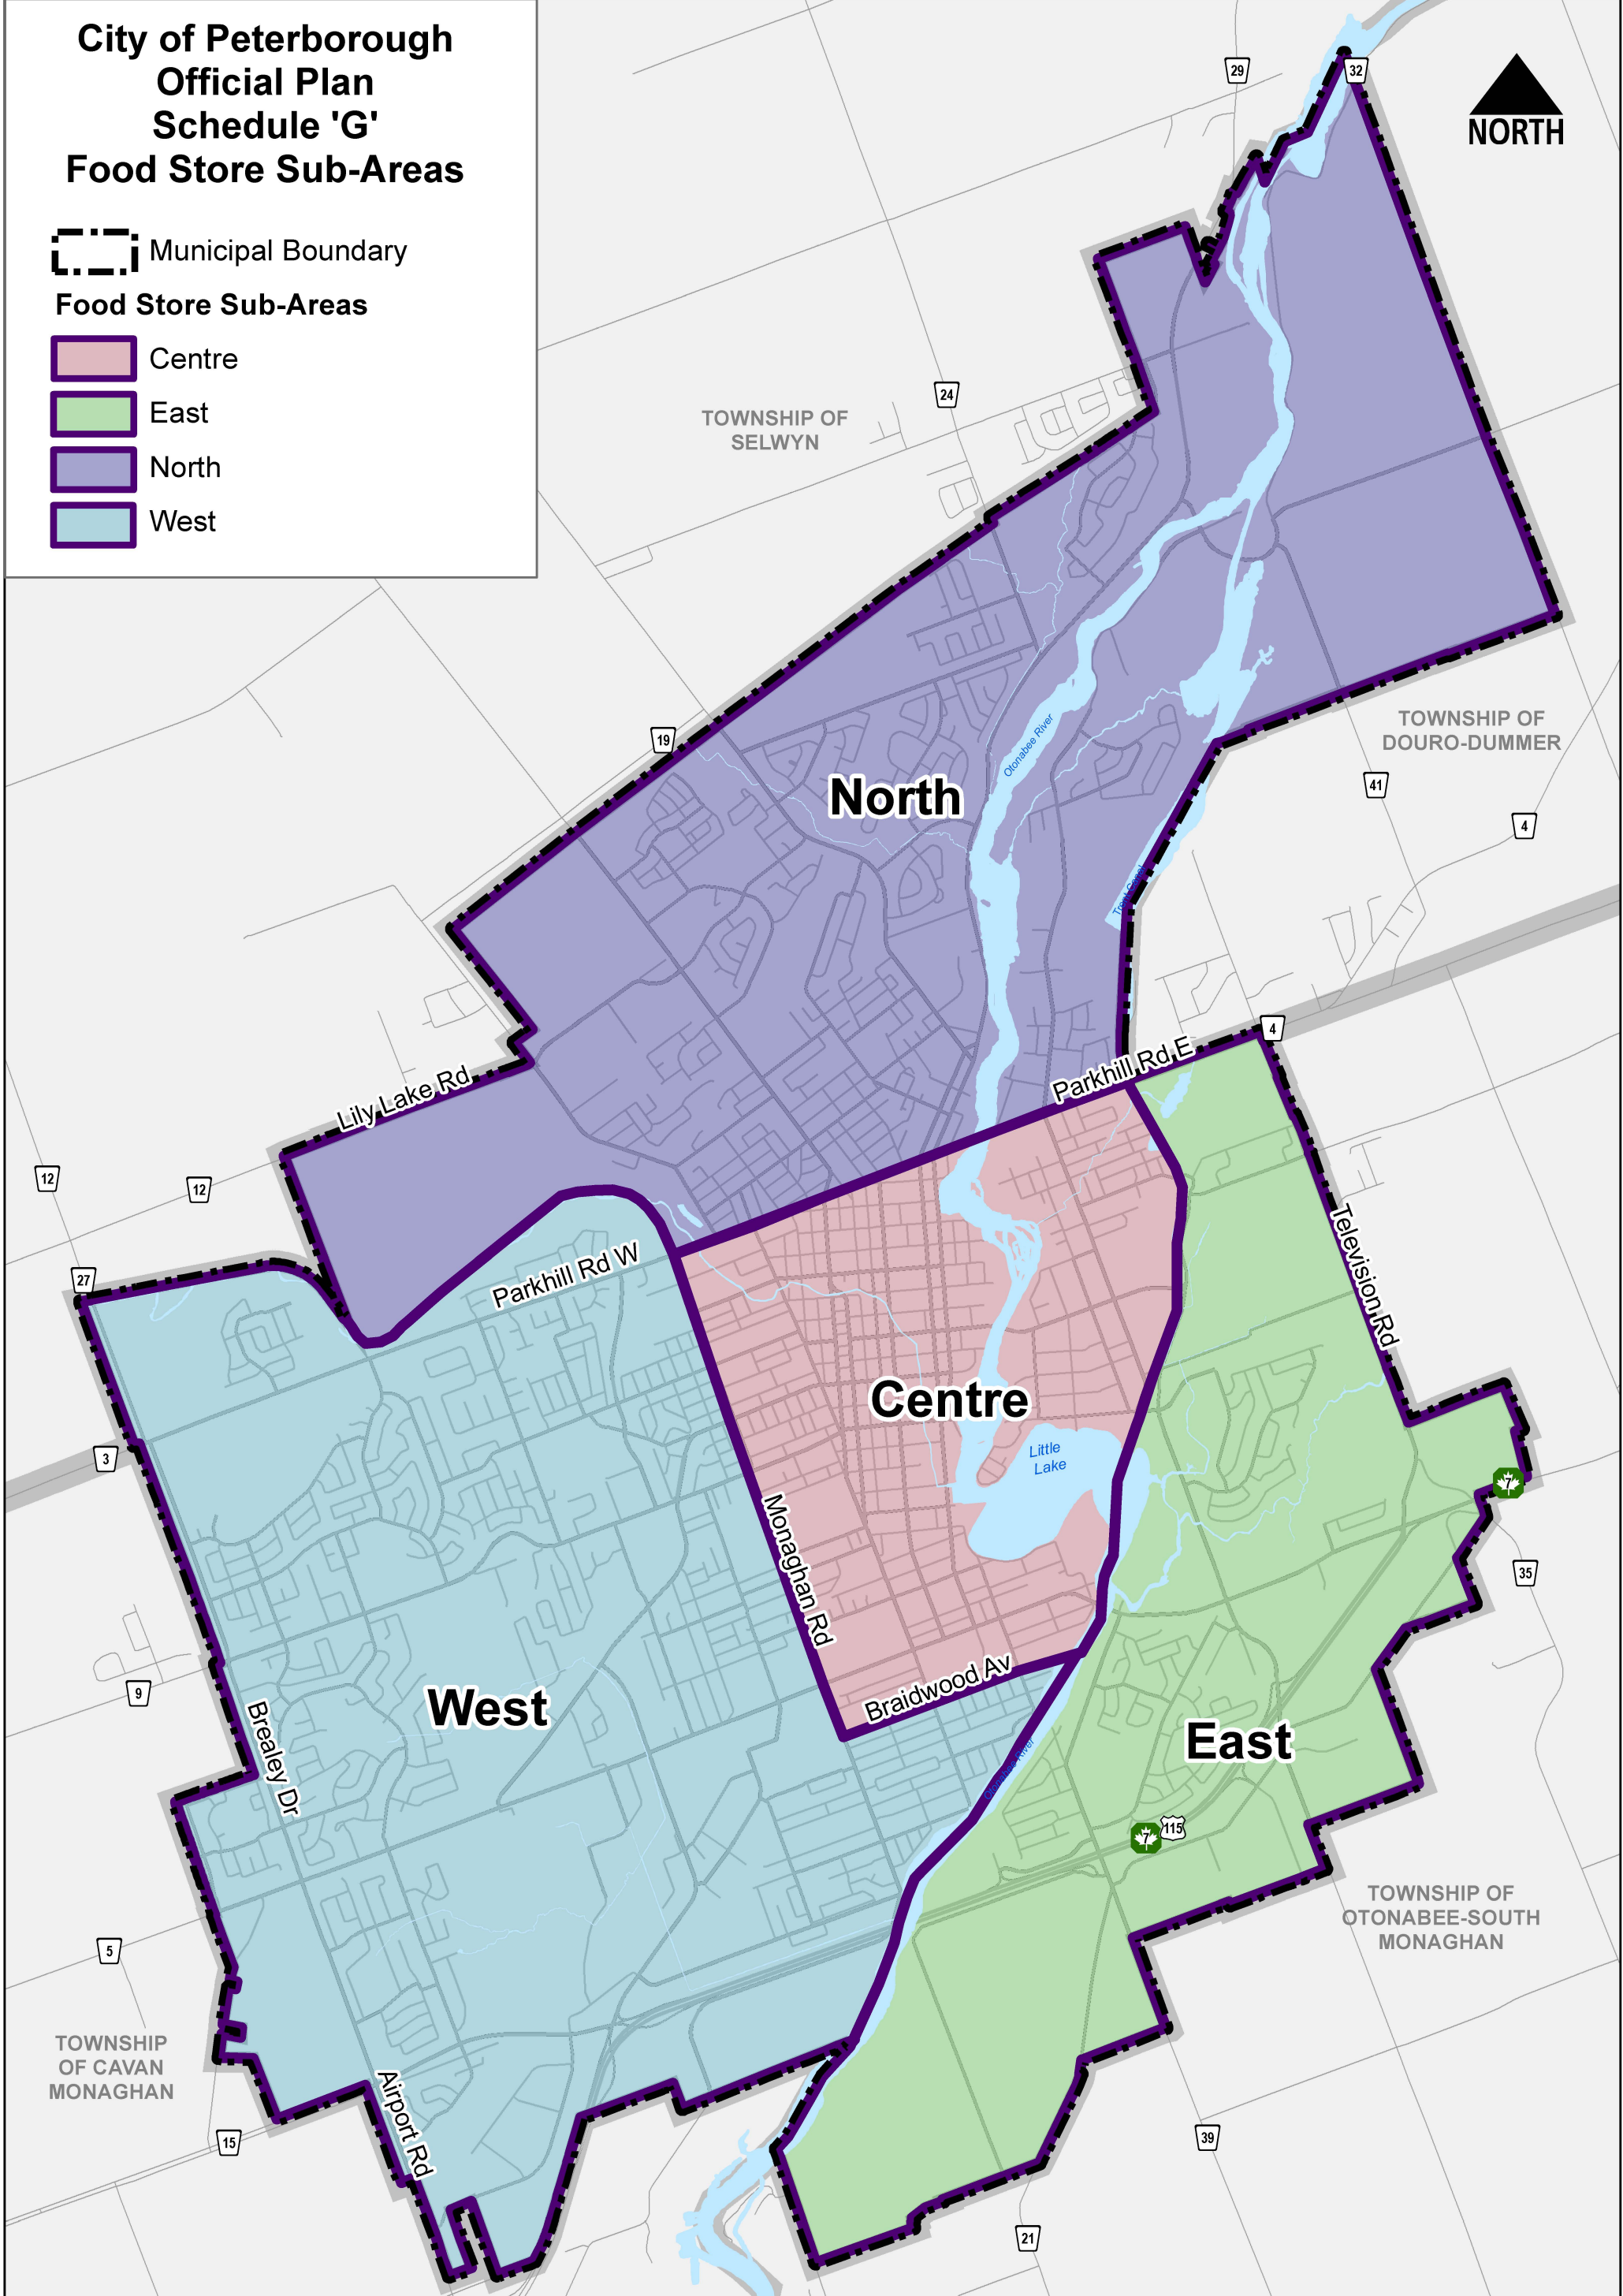 City of Peterborough
Official Plan
Schedule 'G'
Food Store Sub-Areas
Municipal Boundary
Food Store Sub-Areas
Centre
East
North
West
NORTH
29
32
24
TOWNSHIP OF
SELWYN
19
TOWNSHIP OF
DOURO-DUMMER
41
4
North
Otonabee River
4
Parkhill Rd E
Lily Lake Rd
12
12
27
Parkhill Rd W
Television Rd
3
Centre
Little
Lake
7
35
Monaghan Rd
Braidwood Av
9
Brealey Dr
West
East
Otonabee River
7
115
TOWNSHIP OF
OTONABEE-SOUTH
MONAGHAN
5
TOWNSHIP
OF CAVAN
MONAGHAN
Airport Rd
15
39
21